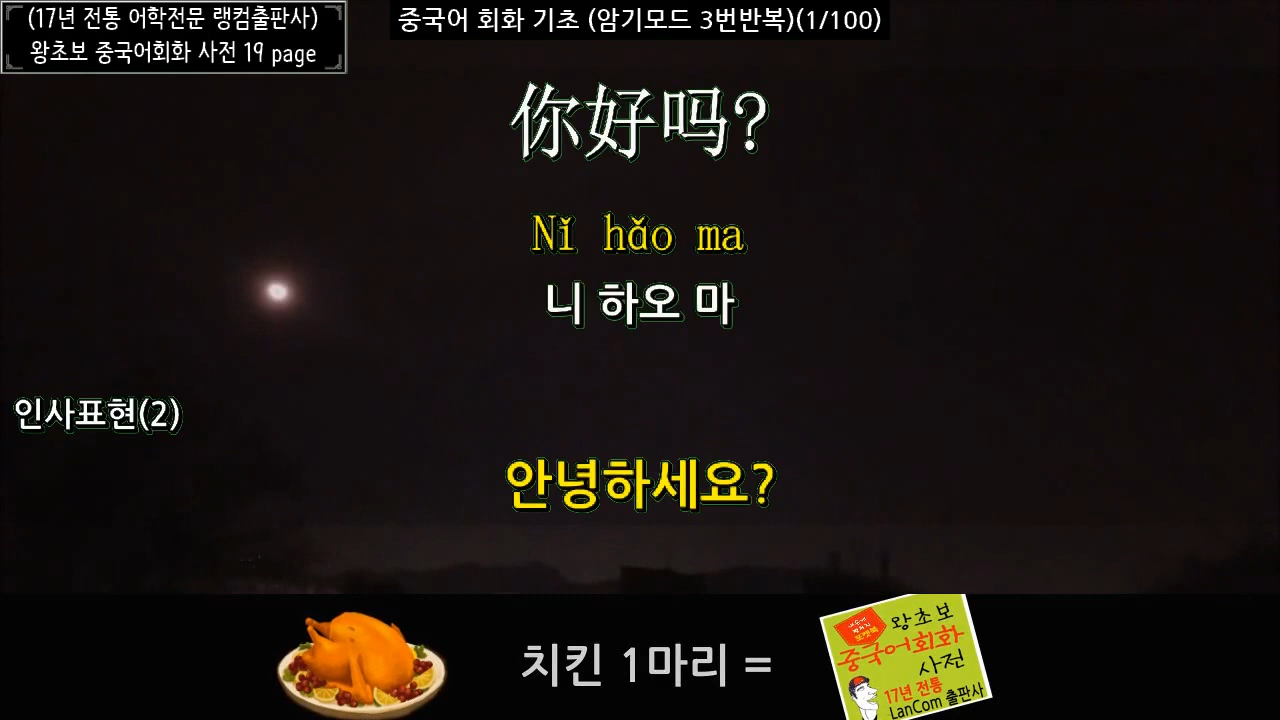 (17년 전통 어학전문 랭컴출판사)
왕초보 중국어회화 사전 19 page
중국어 회화 기초 (암기모드 3번반복)(1/100)
你好吗?
Nǐ hǎo ma
니 하오 마
인사표현(2)
안녕하세요?
치킨 1마리 =
왕초보
중국어회화
사전
17년 전통
LanCom 출판사